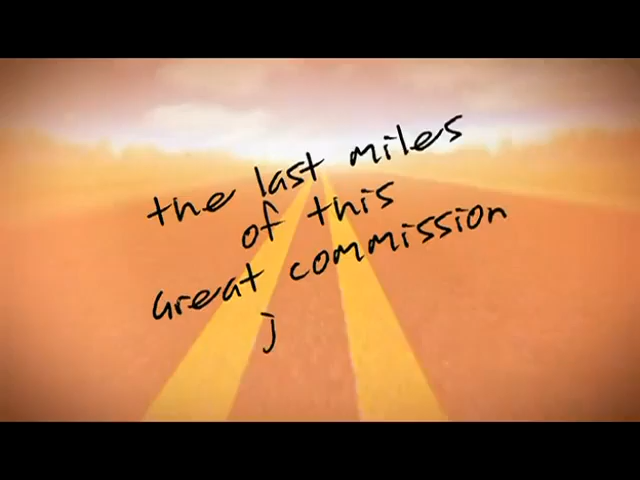 the last miles
of this
Great commission
j